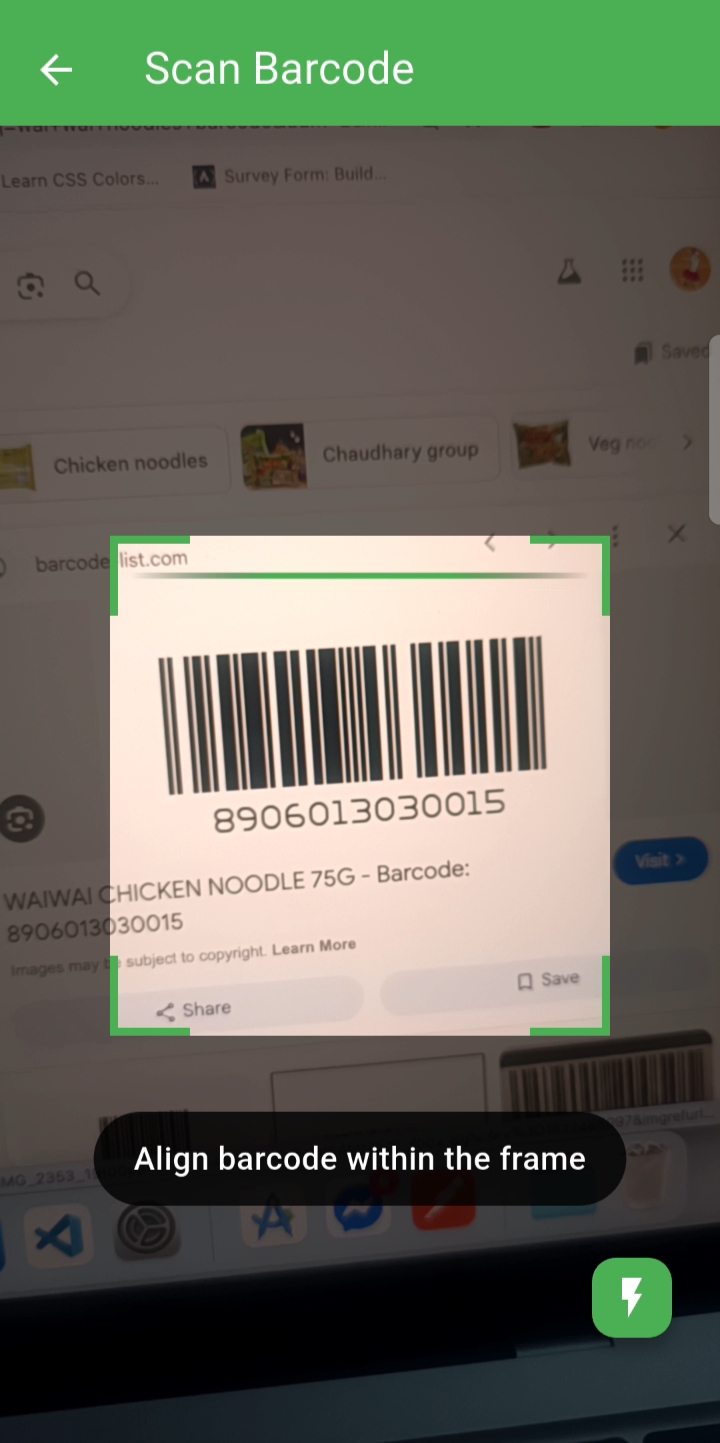 Scan Barcode
Learn CSS Colors...
Survey Form: Build...
Saved
Chicken noodles
Chaudhary group
Veg
barcode-list.com
8906013030015
Visit >
WAIWAI CHICKEN NOODLE 75G - Barcode:
8906013030015
Images may be subject to copyright. Learn More
Share
Save
Align barcode within the frame